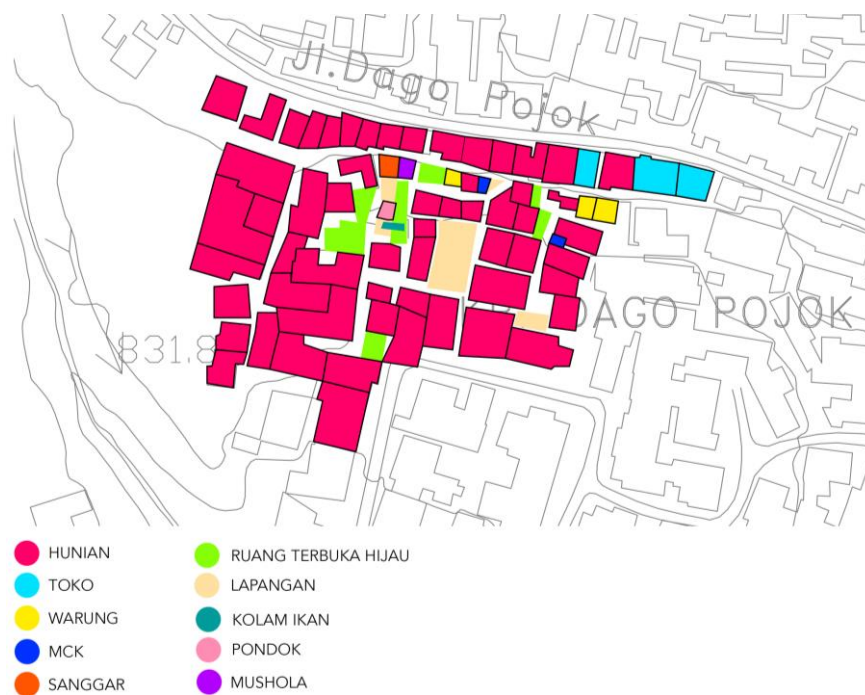 Jl.Dago Pojok
DAGO POJOK
831.8
HUNIAN
TOKO
WARUNG
MCK
SANGGAR
RUANG TERBUKA HIJAU
LAPANGAN
KOLAM IKAN
PONDOK
MUSHOLA